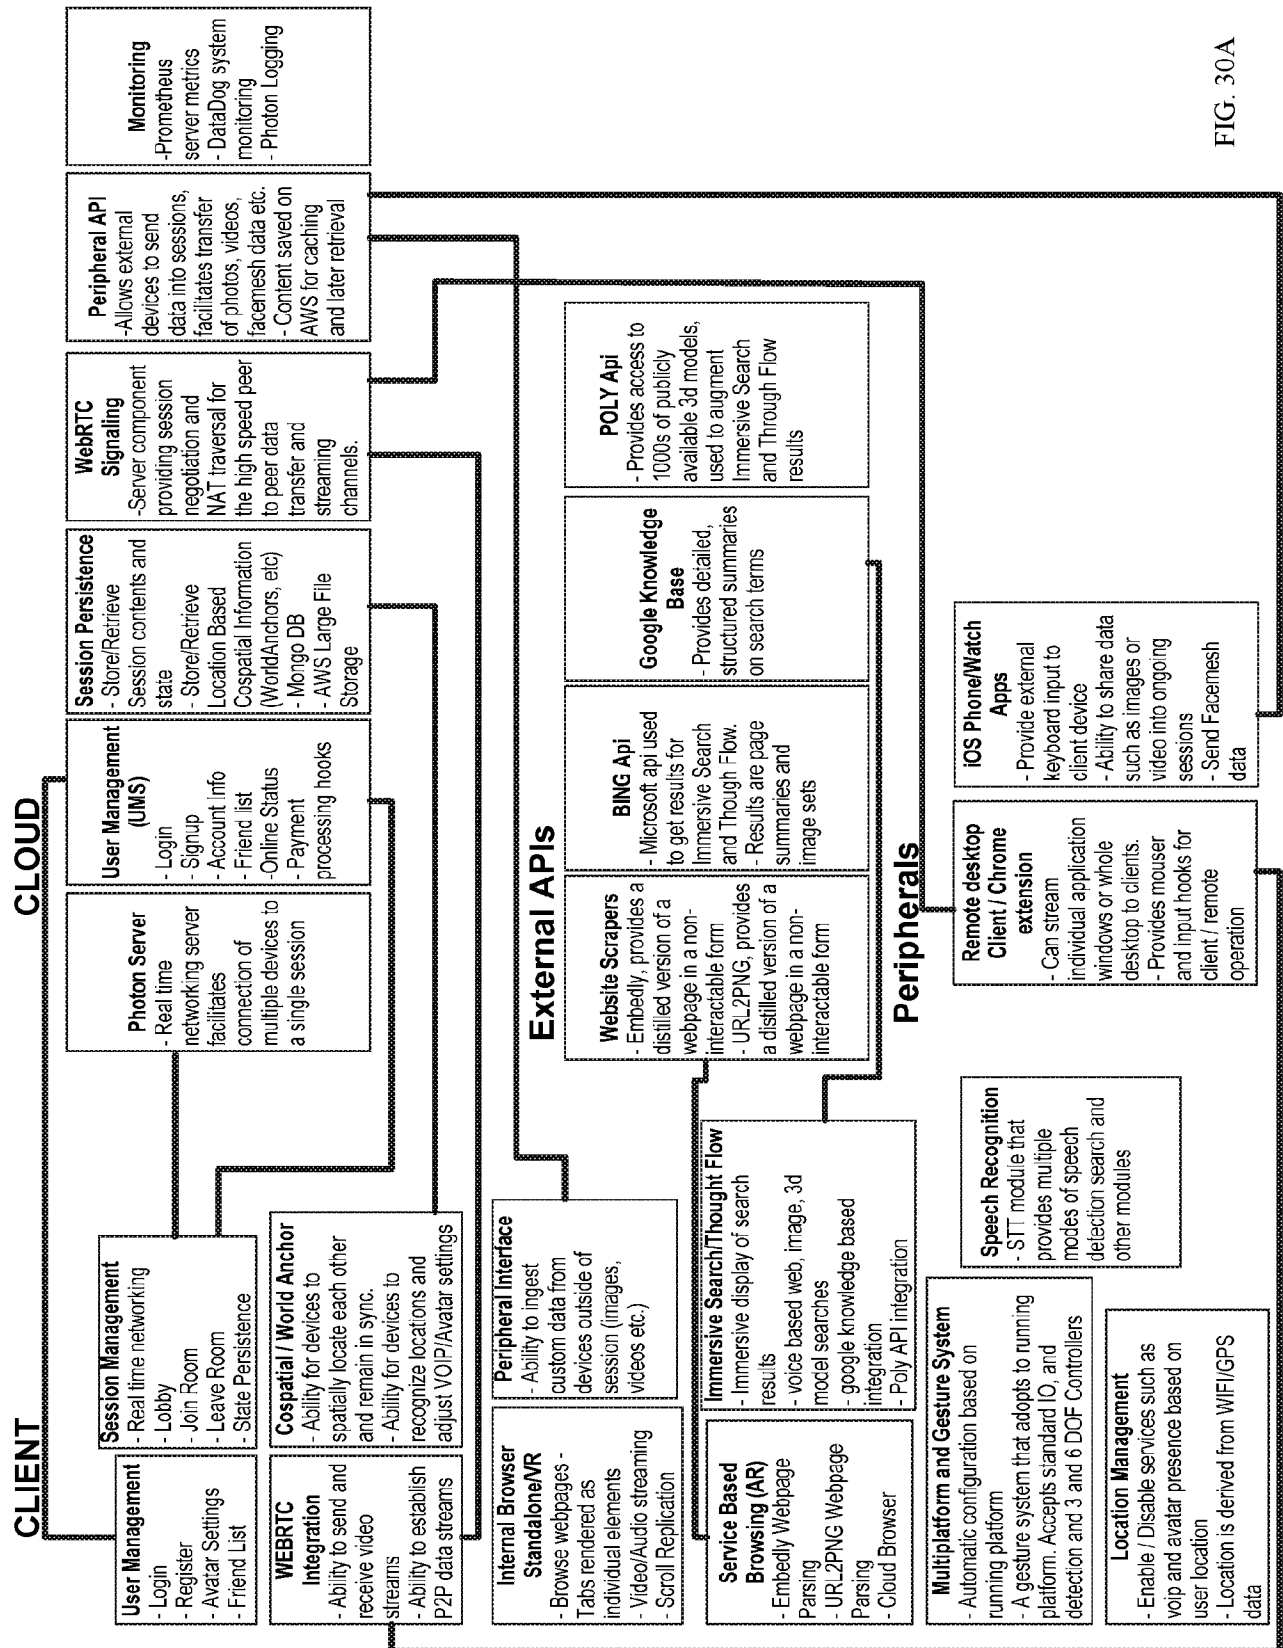 CLIENT
User Management
- Login
- Register
- Avatar Settings
- Friend List
Session Management
- Real time networking
- Lobby
- Join Room
- Leave Room
- State Persistence
WEBRTC
Integration
- Ability to send and
receive video
streams
- Ability to establish
P2P data streams
Cospatial / World Anchor
- Ability for devices to
spatially locate each other
and remain in sync.
- Ability for devices to
recognize locations and
adjust VOIP/Avatar settings
Internal Browser
Standalone/VR
- Browse webpages -
Tabs rendered as
individual elements
- Video/Audio streaming
- Scroll Replication
Peripheral Interface
- Ability to ingest
custom data from
devices outside of
session (images,
videos etc.)
Service Based
Browsing (AR)
- Embedly Webpage
Parsing
- URL2PNG Webpage
Parsing
- Cloud Browser
Immersive Search/Thought Flow
- Immersive display of search
results
- voice based web, image, 3d
model searches
- google knowledge based
integration
- Poly API integration
Multiplatform and Gesture System
- Automatic configuration based on
running platform
- A gesture system that adopts to running
platform. Accepts standard IO, and
detection and 3 and 6 DOF Controllers
Speech Recognition
- STT module that
provides multiple
modes of speech
detection search and
other modules
Location Management
- Enable / Disable services such as
voip and avatar presence based on
user location
- Location is derived from WIFI/GPS
data
CLOUD
Photon Server
- Real time
networking server
facilitates
connection of
multiple devices to
a single session
User Management
(UMS)
- Login
- Signup
- Account Info
- Friend list
-Online Status
- Payment
processing hooks
Session Persistence
- Store/Retrieve
Session contents and
state
- Store/Retrieve
Location Based
Cospatial Information
(WorldAnchors, etc)
- Mongo DB
- AWS Large File
Storage
WebRTC
Signaling
-Server component
providing session
negotiation and
NAT traversal for
the high speed peer
to peer data
transfer and
streaming
channels.
Peripheral API
-Allows external
devices to send
data into sessions,
facilitates transfer
of photos, videos,
facemesh data etc.
- Content saved on
AWS for caching
and later retrieval
Monitoring
-Prometheus
server metrics
- DataDog system
monitoring
- Photon Logging
External APIs
Website Scrapers
- Embedly, provides a
distilled version of a
webpage in a non-
interactable form
- URL2PNG, provides
a distilled version of a
webpage in a non-
interactable form
BING Api
- Microsoft api used
to get results for
Immersive Search
and Though Flow.
- Results are page
summaries and
image sets
Google Knowledge
Base
- Provides detailed,
structured summaries
on search terms
POLY Api
- Provides access to
1000s of publicly
available 3d models,
used to augment
Immersive Search
and Through Flow
results
Peripherals
Remote desktop
Client / Chrome
extension
- Can stream
individual application
windows or whole
desktop to clients.
- Provides mouser
and input hooks for
client / remote
operation
iOS Phone/Watch
Apps
- Provide external
keyboard input to
client device
- Ability to share data
such as images or
video into ongoing
sessions
- Send Facemesh
data
FIG. 30A